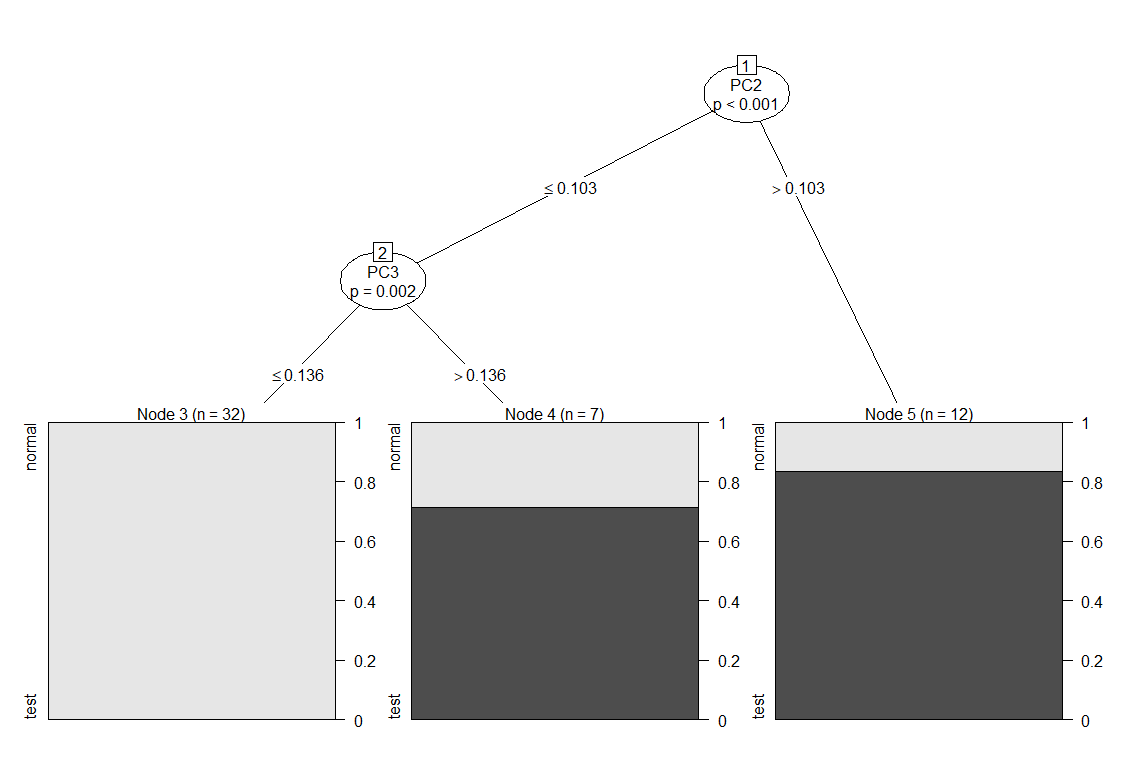 1
PC2
p < 0.001
≤ 0.103
> 0.103
2
PC3
p = 0.002
≤ 0.136
> 0.136
Node 3 (n = 32)
normal
test
1
0.8
0.6
0.4
0.2
0
Node 4 (n = 7)
normal
test
1
0.8
0.6
0.4
0.2
0
Node 5 (n = 12)
normal
test
1
0.8
0.6
0.4
0.2
0